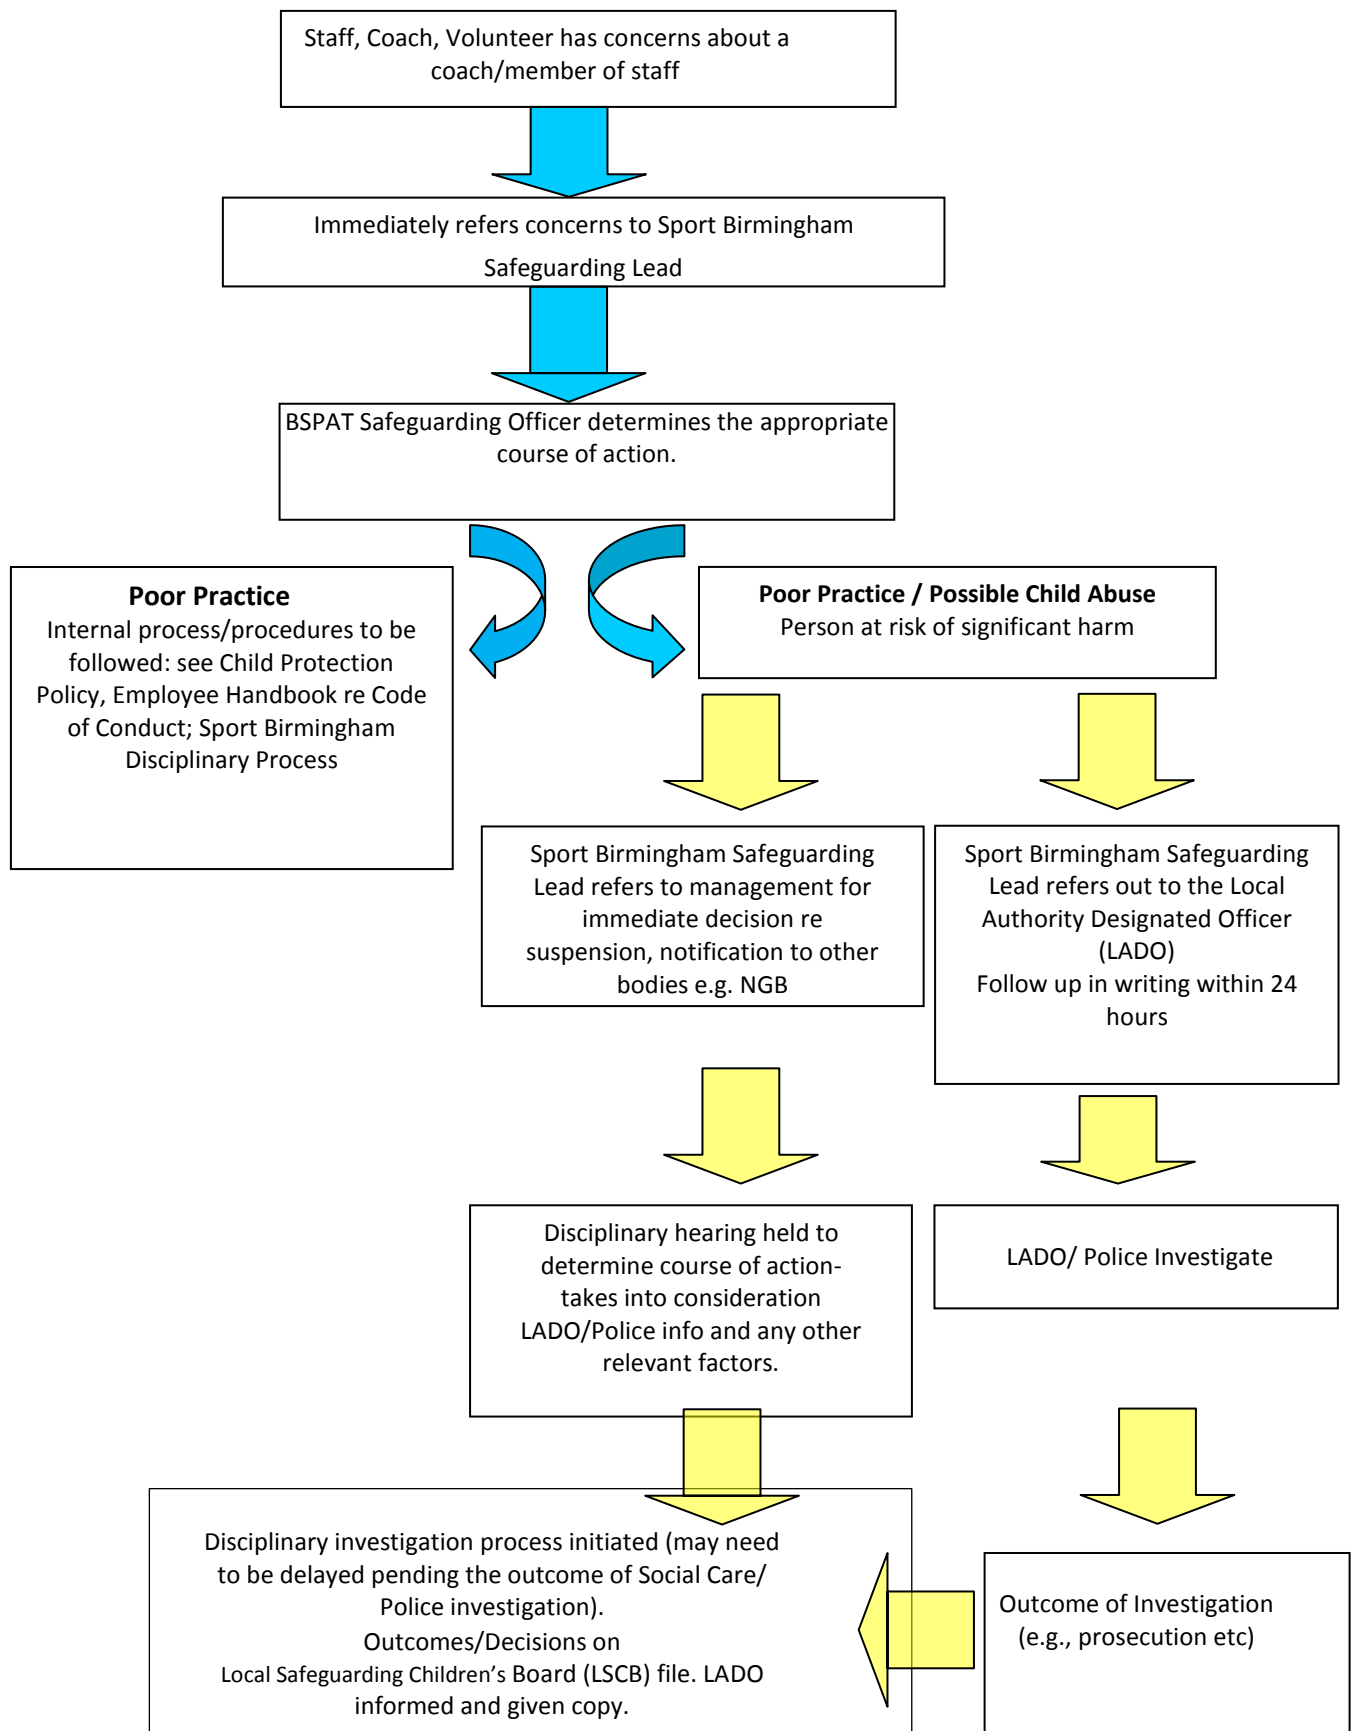 Staff, Coach, Volunteer has concerns about a
coach/member of staff
Immediately refers concerns to Sport Birmingham
Safeguarding Lead
BSPAT Safeguarding Officer determines the appropriate
course of action.
Poor Practice
Internal process/procedures to be
followed: see Child Protection
Policy, Employee Handbook re Code
of Conduct; Sport Birmingham
Disciplinary Process
Poor Practice / Possible Child Abuse
Person at risk of significant harm
Sport Birmingham Safeguarding
Lead refers to management for
immediate decision re
suspension, notification to other
bodies e.g. NGB
Sport Birmingham Safeguarding
Lead refers out to the Local
Authority Designated Officer
(LADO)
Follow up in writing within 24
hours
Disciplinary hearing held to
determine course of action-
takes into consideration
LADO/Police info and any other
relevant factors.
LADO/ Police Investigate
Disciplinary investigation process initiated (may need
to be delayed pending the outcome of Social Care/
Police investigation).
Outcomes/Decisions on
Local Safeguarding Children’s Board (LSCB) file. LADO
informed and given copy.
Outcome of Investigation
(e.g., prosecution etc)